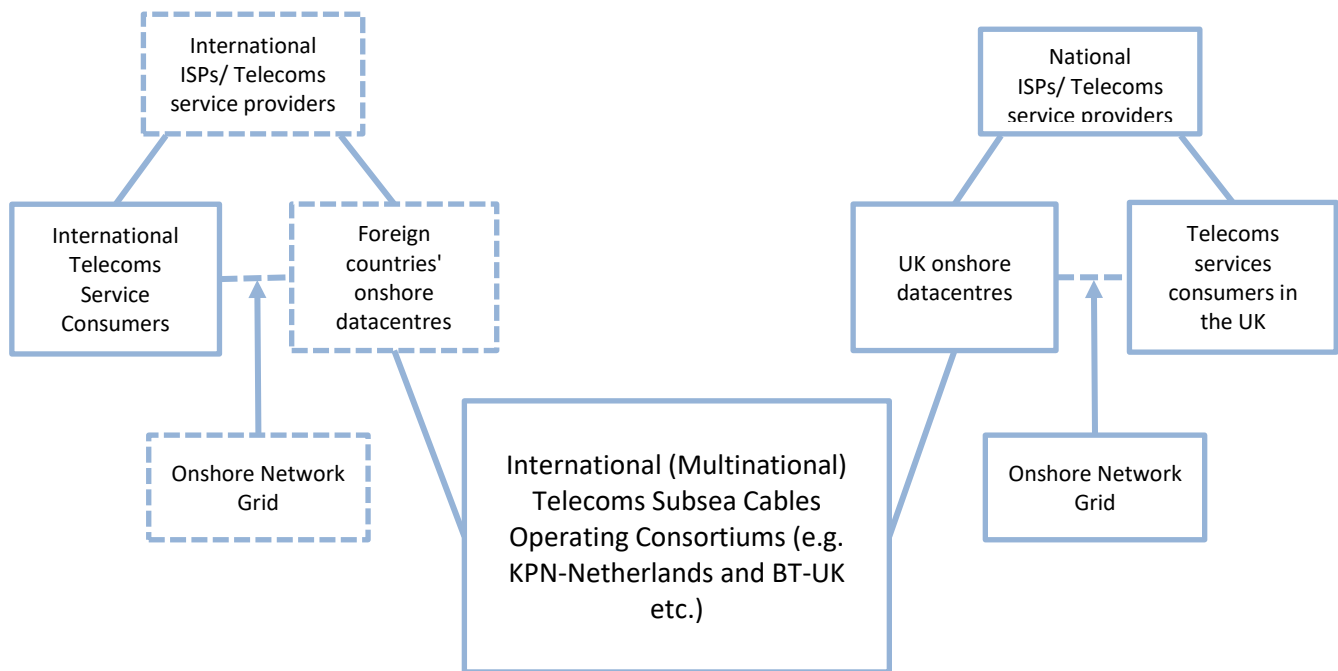 International
ISPs/ Telecoms
service providers
National
ISPs/ Telecoms
service providers
International
Telecoms
Service
Consumers
Foreign
countries'
onshore
datacentres
UK onshore
datacentres
Telecoms
services
consumers in
the UK
Onshore Network
Grid
International (Multinational)
Telecoms Subsea Cables
Operating Consortiums (e.g.
KPN-Netherlands and BT-UK
etc.)
Onshore Network
Grid